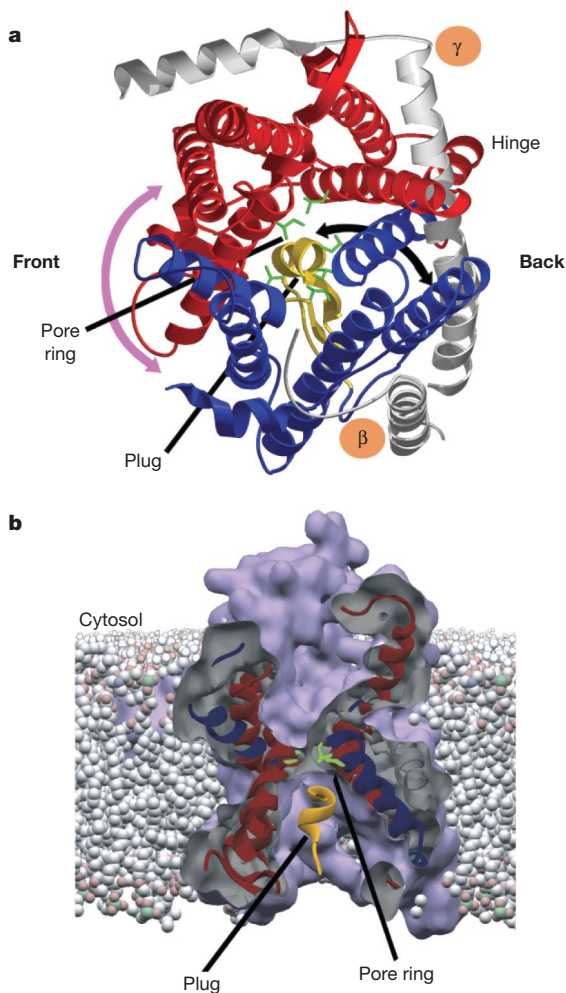 a
γ
Hinge
Front
Back
Pore
ring
Plug
β
b
Cytosol
Plug
Pore ring